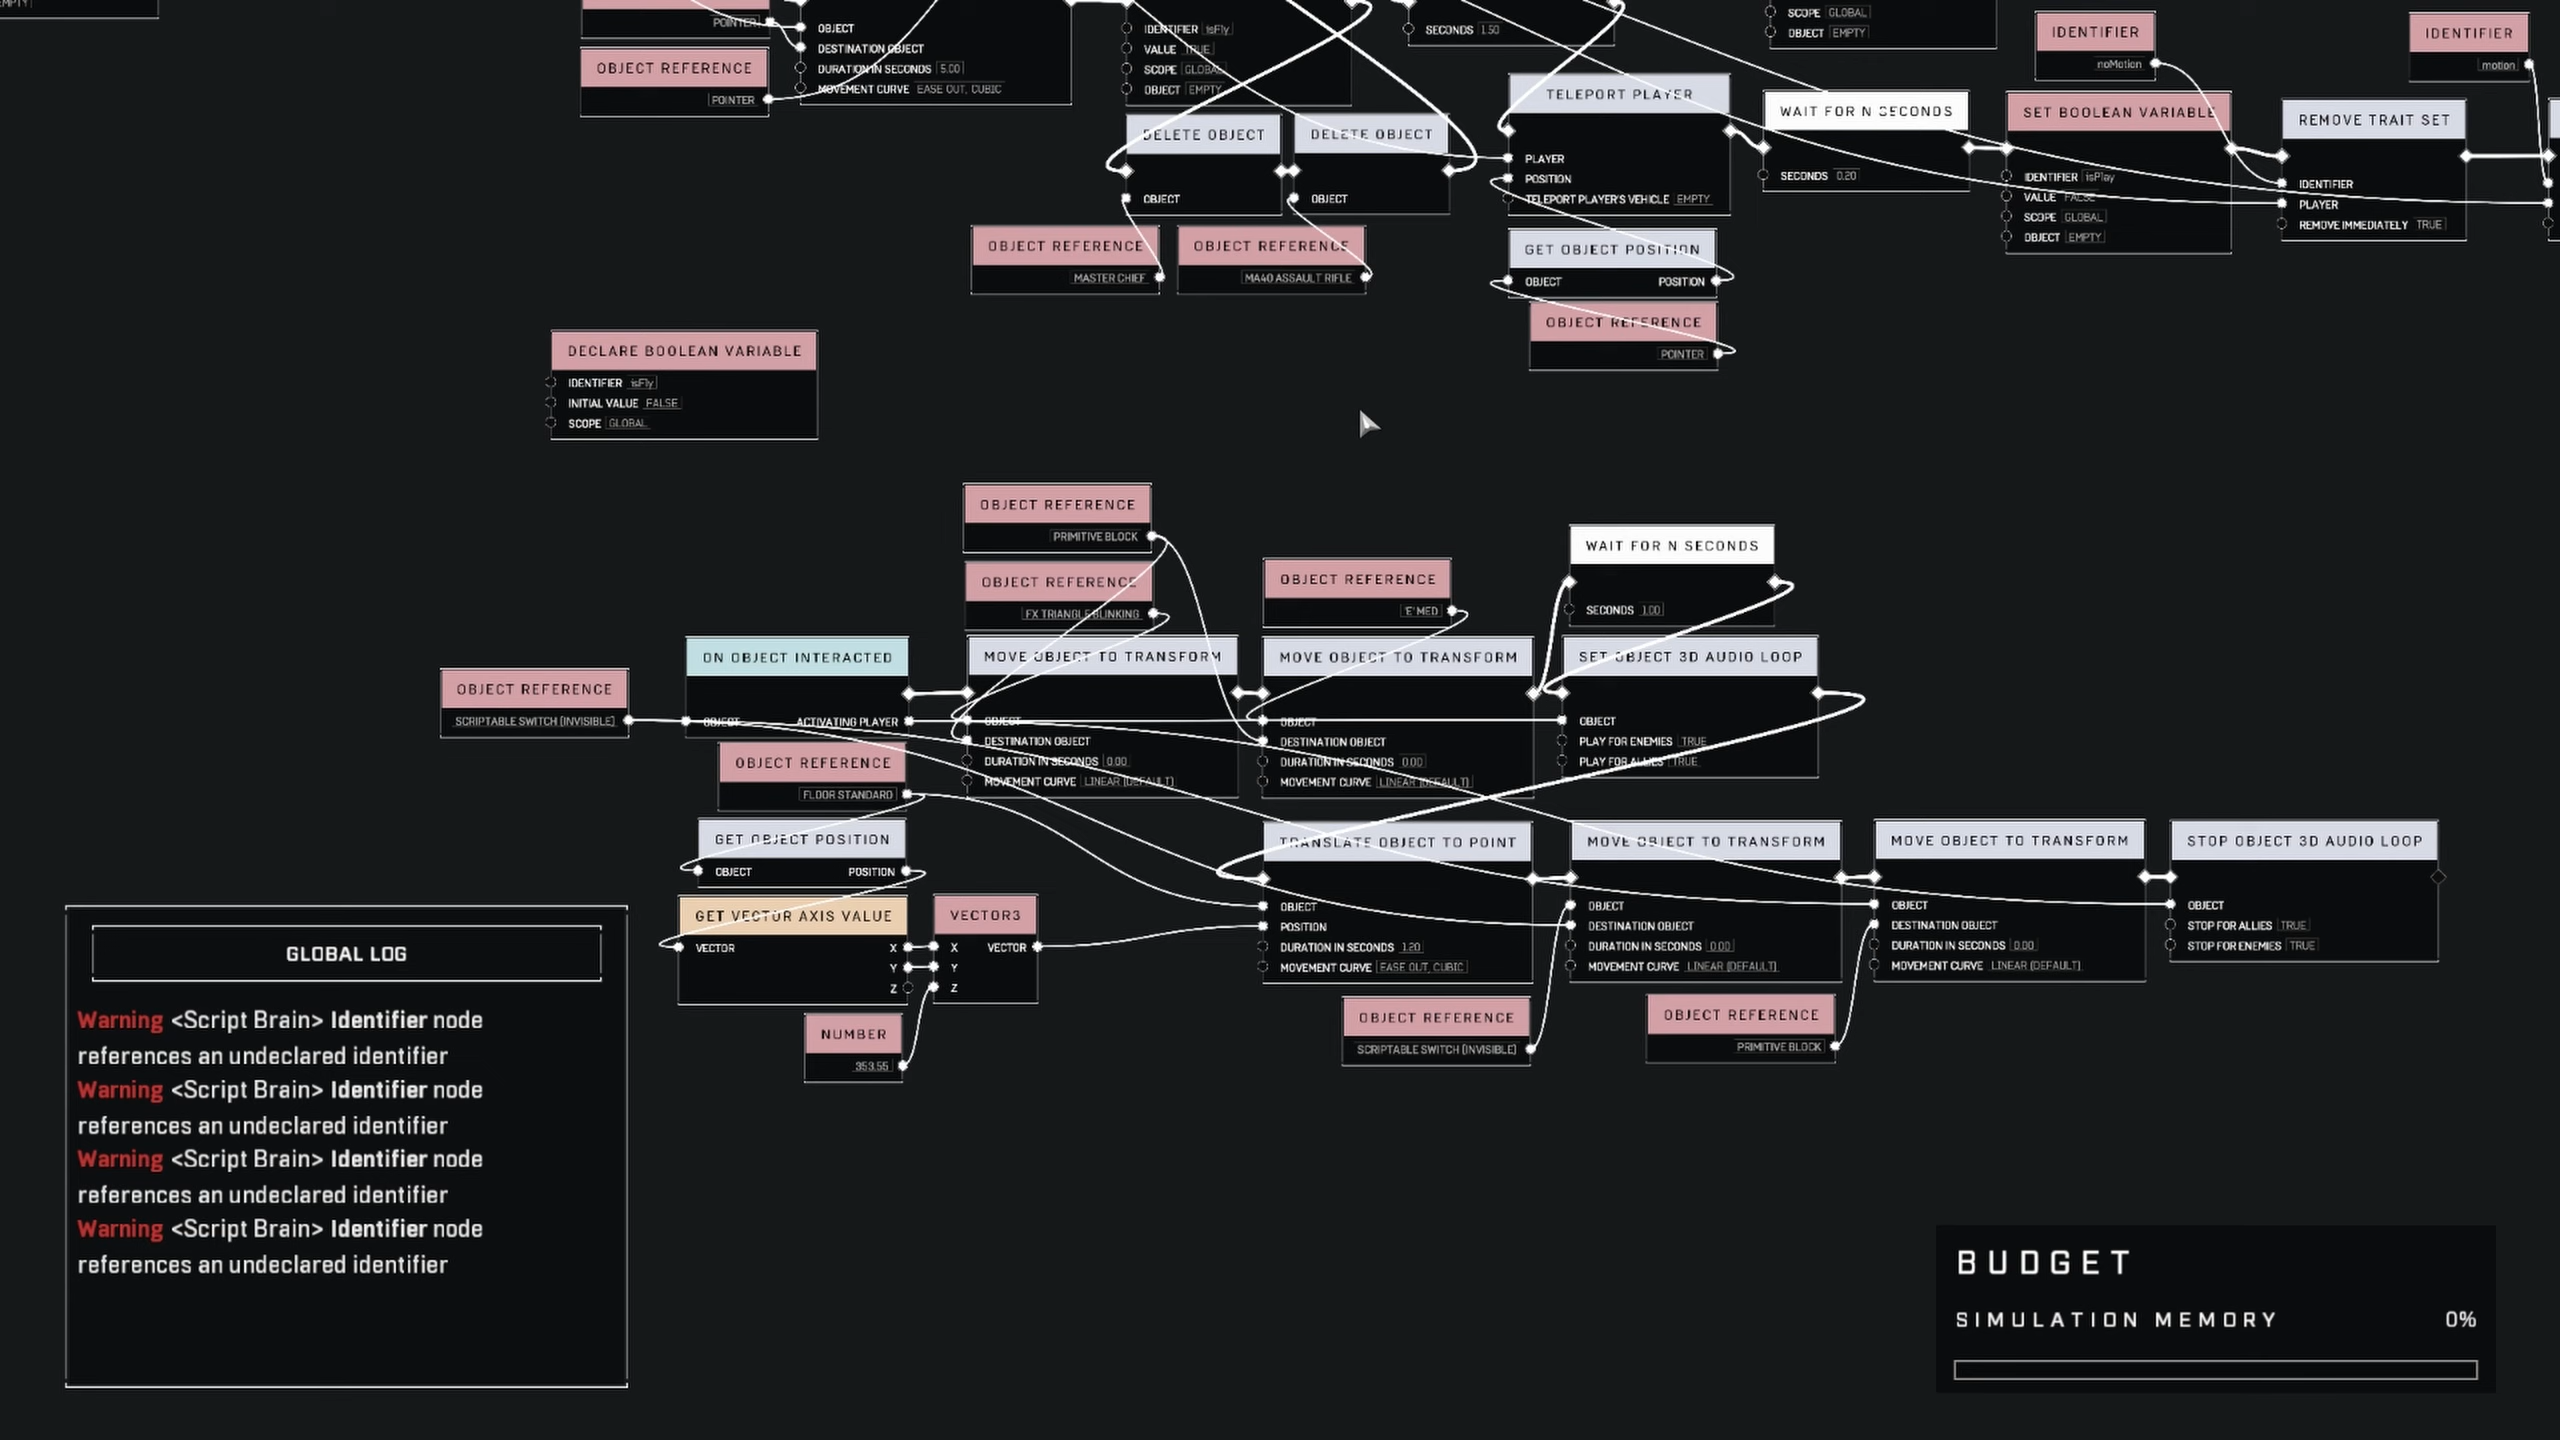 EMPTY
POINTER
OBJECT REFERENCE
POINTER
OBJECT
DESTINATION OBJECT
DURATION IN SECONDS 5.00
MOVEMENT CURVE EASE OUT, CUBIC
IDENTIFIER isFly
VALUE TRUE
SCOPE GLOBAL
OBJECT EMPTY
SECONDS 1.50
SCOPE GLOBAL
OBJECT EMPTY
IDENTIFIER
noMotion
IDENTIFIER
motion
DELETE OBJECT
OBJECT
DELETE OBJECT
OBJECT
OBJECT REFERENCE
MASTER CHIEF
OBJECT REFERENCE
MA40 ASSAULT RIFLE
TELEPORT PLAYER
PLAYER
POSITION
TELEPORT PLAYER'S VEHICLE EMPTY
GET OBJECT POSITION
OBJECT POSITION
OBJECT REFERENCE
POINTER
WAIT FOR N SECONDS
SECONDS 0.20
SET BOOLEAN VARIABLE
IDENTIFIER isPlay
VALUE FALSE
SCOPE GLOBAL
OBJECT EMPTY
REMOVE TRAIT SET
IDENTIFIER
PLAYER
REMOVE IMMEDIATELY TRUE
DECLARE BOOLEAN VARIABLE
IDENTIFIER isFly
INITIAL VALUE FALSE
SCOPE GLOBAL
OBJECT REFERENCE
PRIMITIVE BLOCK
OBJECT REFERENCE
FX TRIANGLE BLINKING
OBJECT REFERENCE
'E' MED
WAIT FOR N SECONDS
SECONDS 1.00
OBJECT REFERENCE
SCRIPTABLE SWITCH [INVISIBLE]
ON OBJECT INTERACTED
OBJECT ACTIVATING PLAYER
MOVE OBJECT TO TRANSFORM
OBJECT
DESTINATION OBJECT
DURATION IN SECONDS 0.00
MOVEMENT CURVE LINEAR [DEFAULT]
MOVE OBJECT TO TRANSFORM
OBJECT
DESTINATION OBJECT
DURATION IN SECONDS 0.00
MOVEMENT CURVE LINEAR [DEFAULT]
SET OBJECT 3D AUDIO LOOP
OBJECT
PLAY FOR ENEMIES TRUE
PLAY FOR ALLIES TRUE
OBJECT REFERENCE
FLOOR STANDARD
GET OBJECT POSITION
OBJECT POSITION
GET VECTOR AXIS VALUE
VECTOR X
Y
Z
VECTOR3
X VECTOR
Y
Z
NUMBER
353.55
TRANSLATE OBJECT TO POINT
OBJECT
POSITION
DURATION IN SECONDS 1.20
MOVEMENT CURVE EASE OUT, CUBIC
MOVE OBJECT TO TRANSFORM
OBJECT
DESTINATION OBJECT
DURATION IN SECONDS 0.00
MOVEMENT CURVE LINEAR [DEFAULT]
MOVE OBJECT TO TRANSFORM
OBJECT
DESTINATION OBJECT
DURATION IN SECONDS 0.00
MOVEMENT CURVE LINEAR [DEFAULT]
STOP OBJECT 3D AUDIO LOOP
OBJECT
STOP FOR ALLIES TRUE
STOP FOR ENEMIES TRUE
OBJECT REFERENCE
SCRIPTABLE SWITCH [INVISIBLE]
OBJECT REFERENCE
PRIMITIVE BLOCK
GLOBAL LOG
Warning <Script Brain> Identifier node
references an undeclared identifier
Warning <Script Brain> Identifier node
references an undeclared identifier
Warning <Script Brain> Identifier node
references an undeclared identifier
Warning <Script Brain> Identifier node
references an undeclared identifier
BUDGET
SIMULATION MEMORY 0%